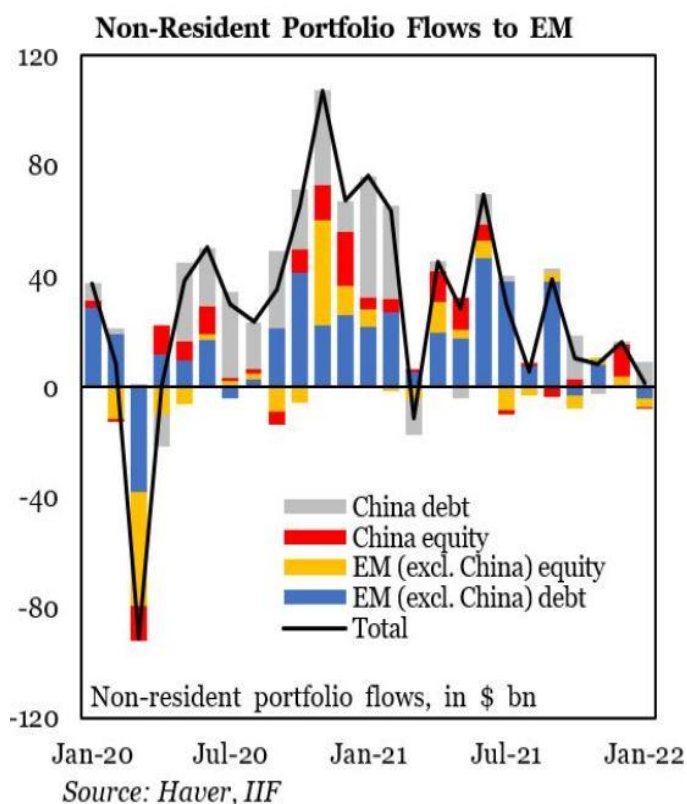 Non-Resident Portfolio Flows to EM
120
80
40
0
-40
-80
-120
China debt
China equity
EM (excl. China) equity
EM (excl. China) debt
Total
Non-resident portfolio flows, in $ bn
Jan-20 Jul-20 Jan-21 Jul-21 Jan-22
Source: Haver, IIF